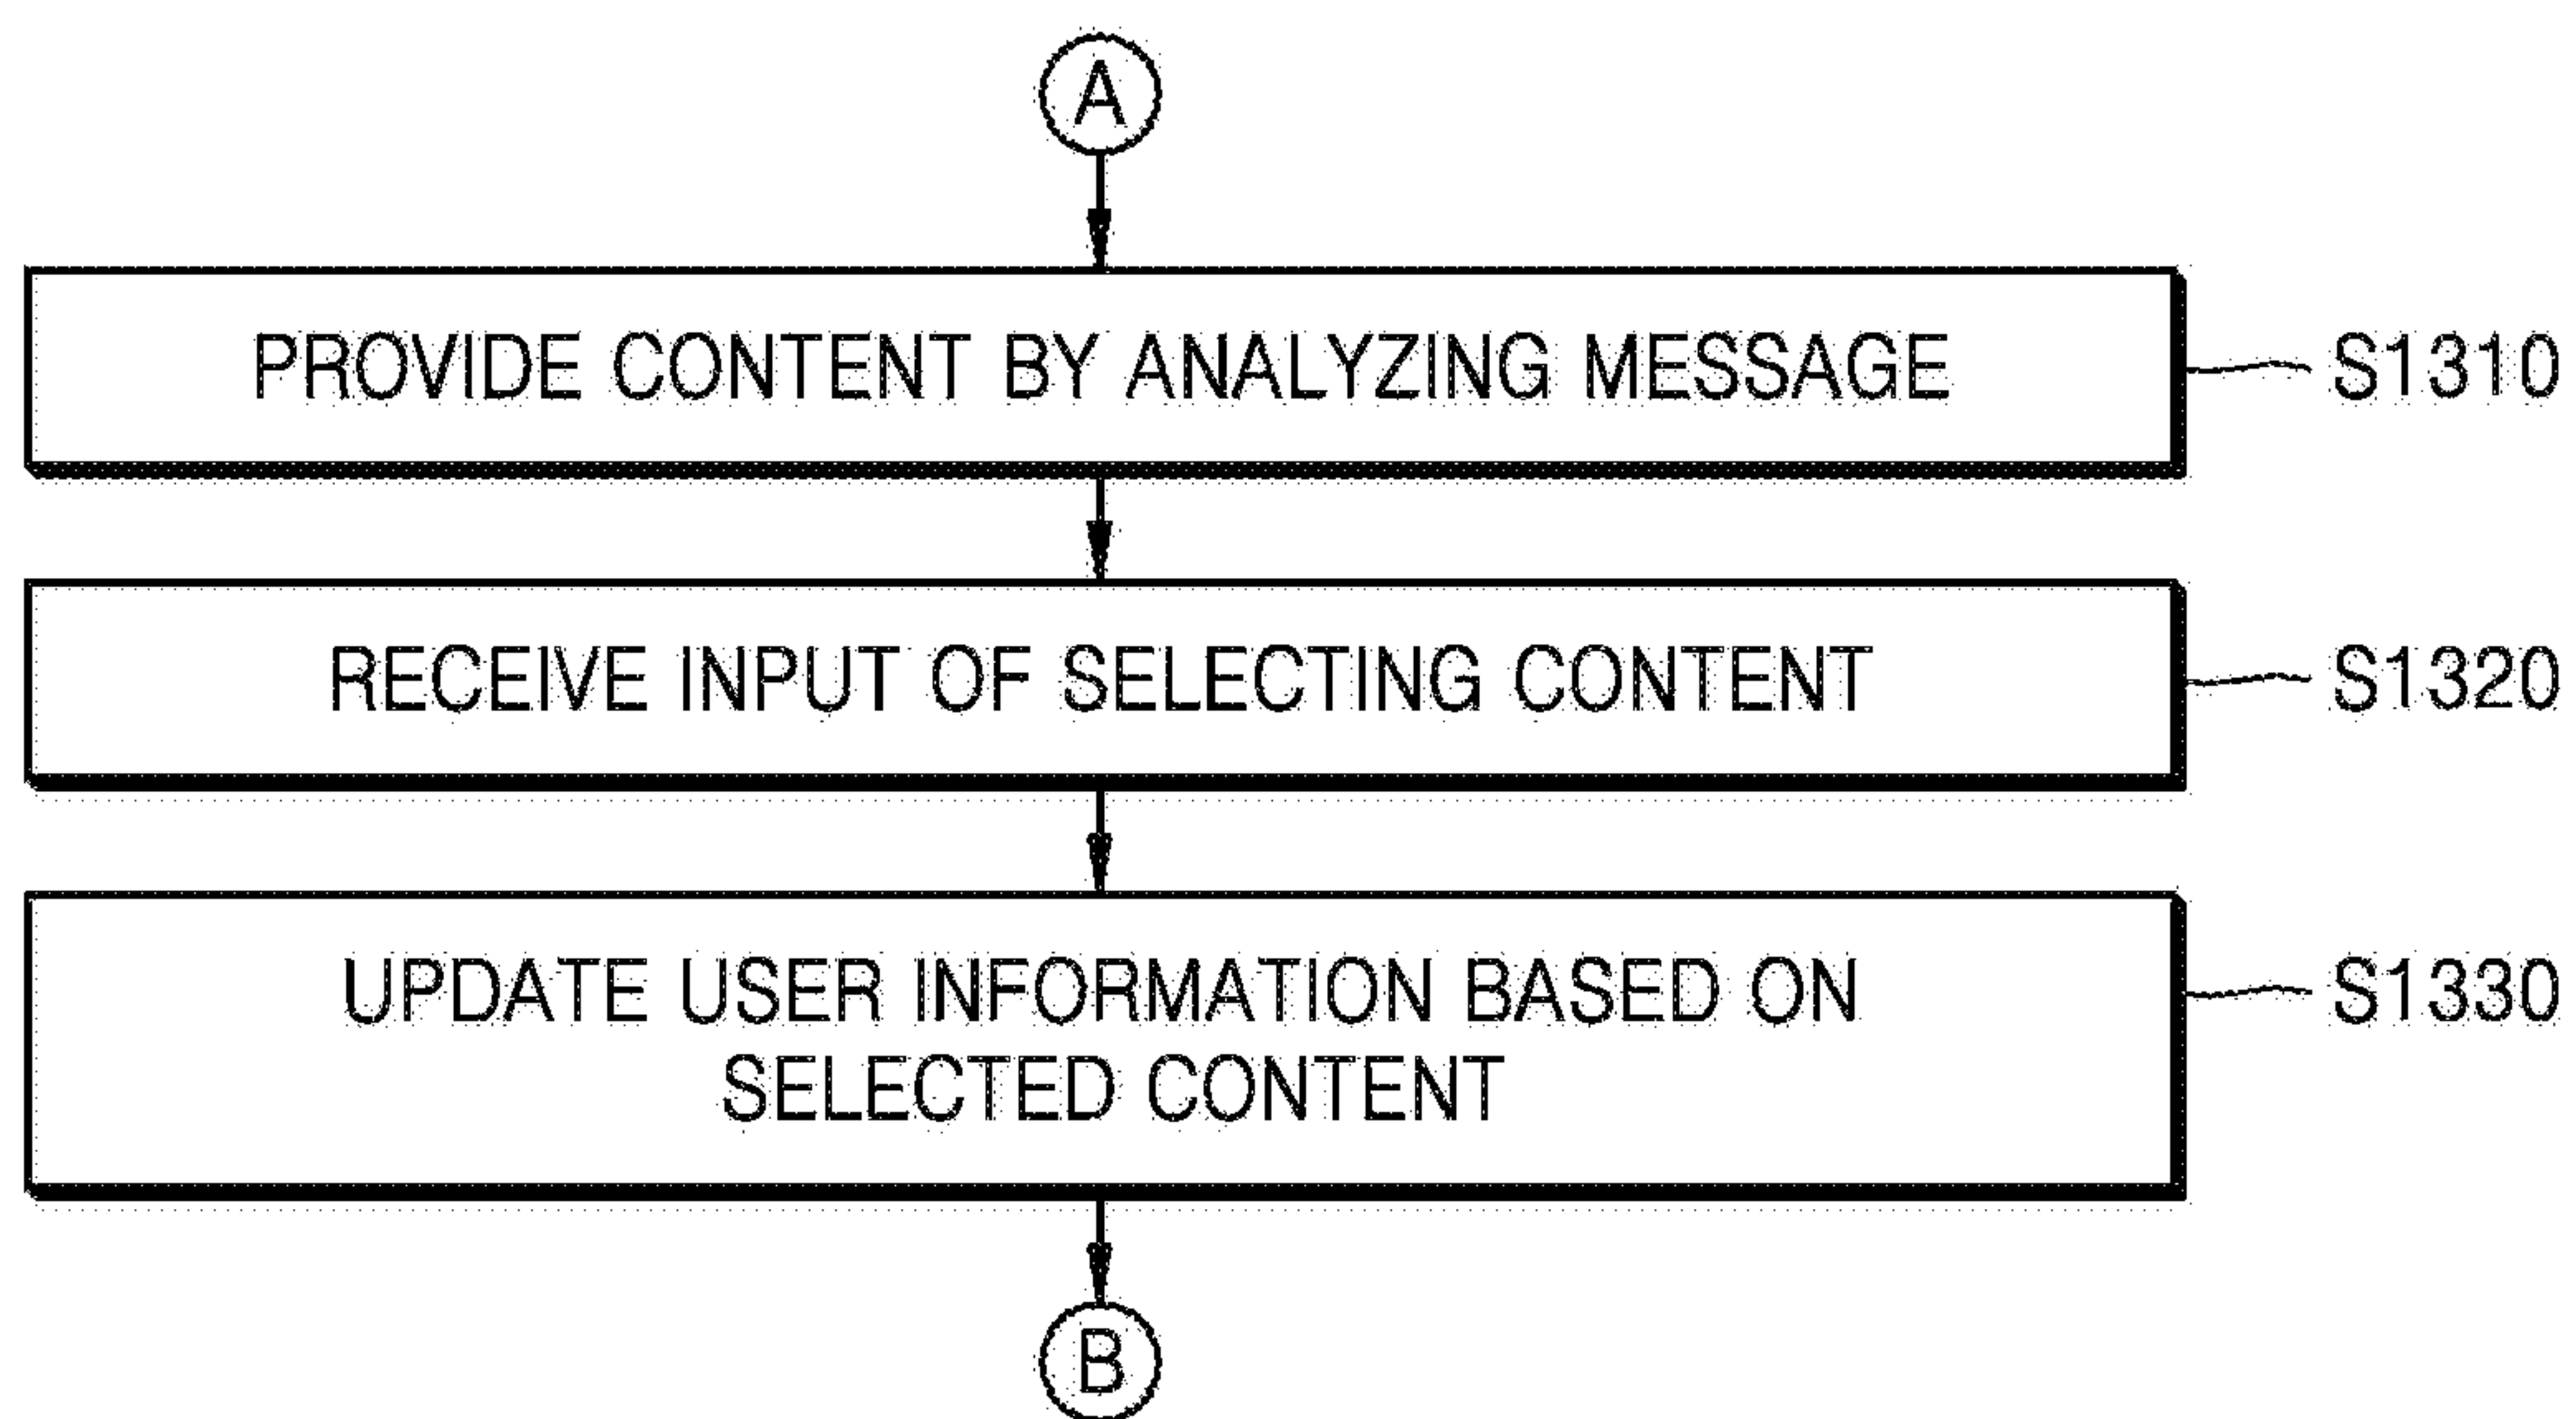 A
PROVIDE CONTENT BY ANALYZING MESSAGE
S1310
RECEIVE INPUT OF SELECTING CONTENT
S1320
UPDATE USER INFORMATION BASED ON
SELECTED CONTENT
S1330
B